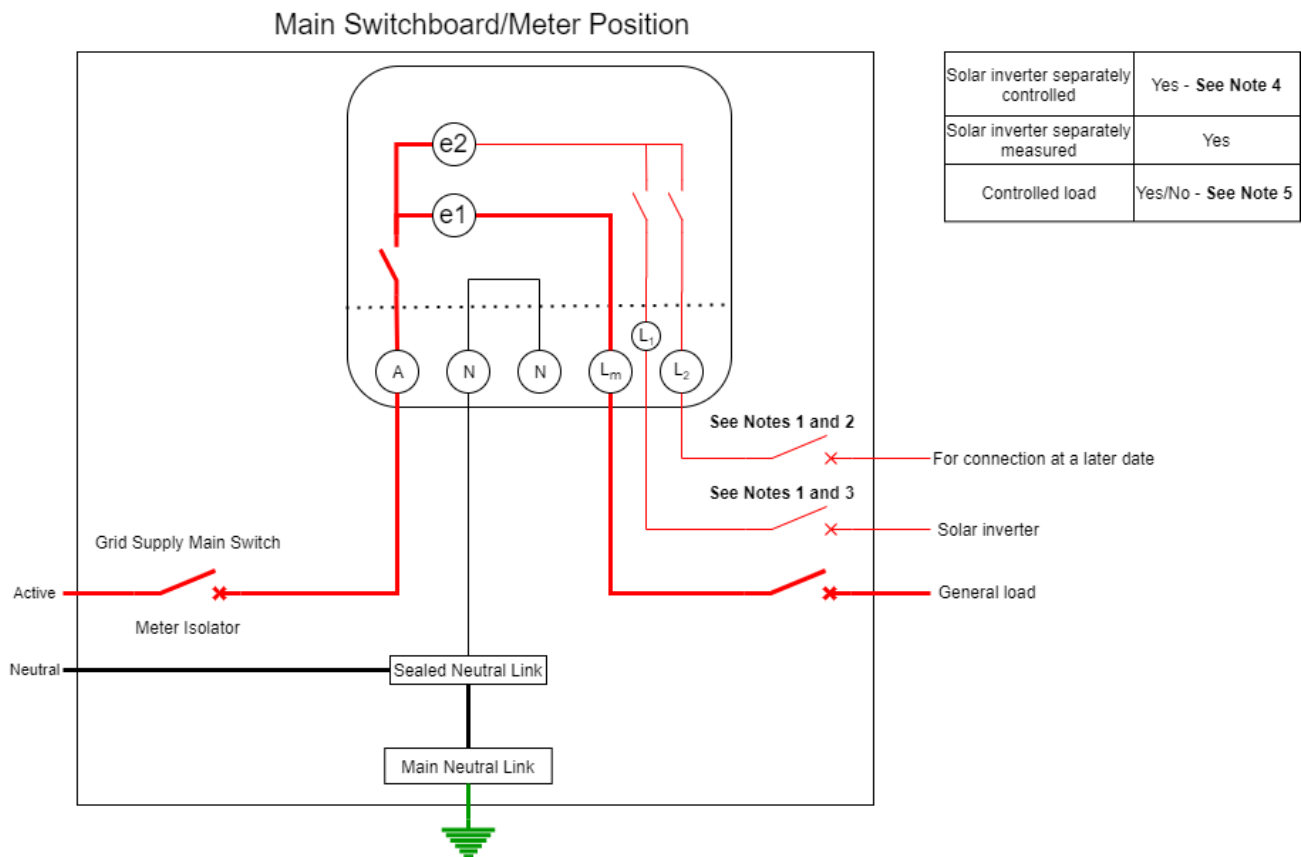 Main Switchboard/Meter Position
Solar inverter separately
controlled
Yes - See Note 4
Solar inverter separately
measured
Yes
Controlled load
Yes/No - See Note 5
e2
e1
L1
A
N
N
Lm
L2
See Notes 1 and 2
For connection at a later date
See Notes 1 and 3
Solar inverter
Grid Supply Main Switch
Active
General load
Meter Isolator
Neutral
Sealed Neutral Link
Main Neutral Link